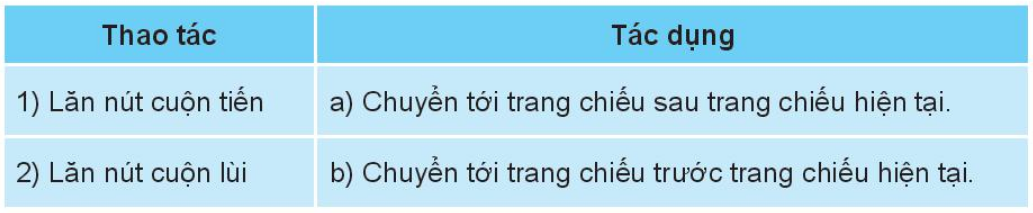 Thao tác
Tác dụng
1) Lăn nút cuộn tiến
a) Chuyển tới trang chiếu sau trang chiếu hiện tại.
2) Lăn nút cuộn lùi
b) Chuyển tới trang chiếu trước trang chiếu hiện tại.